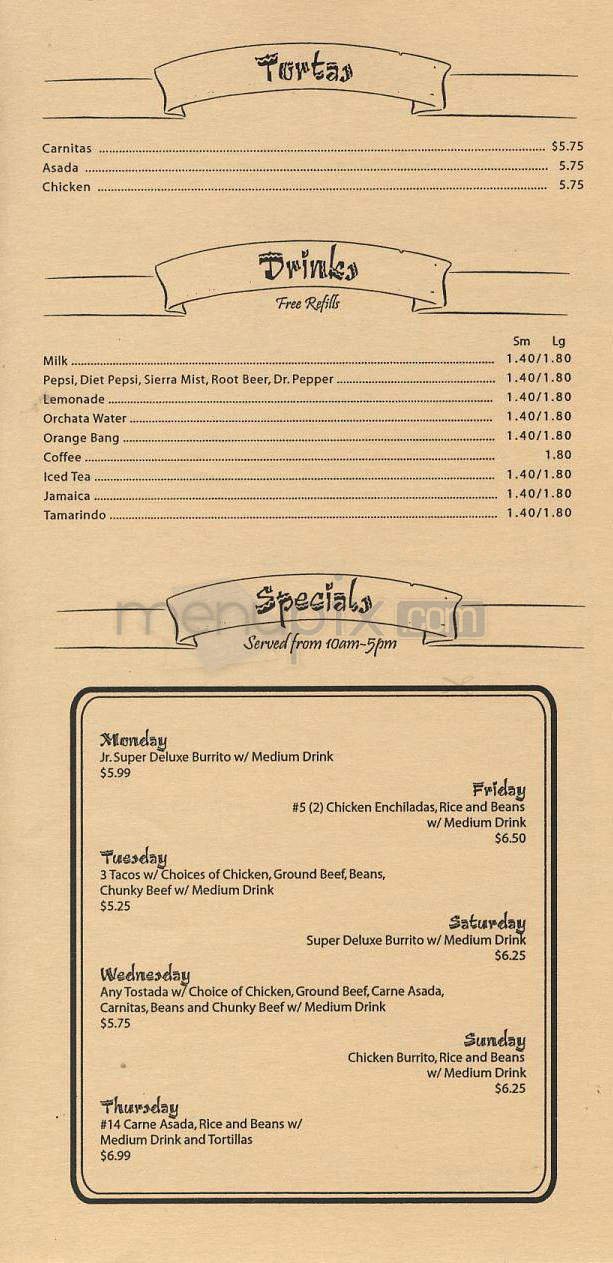 Tortas
Carnitas ........ $5.75
Asada ........ 5.75
Chicken ........ 5.75
Drinks
Free Refills
Sm Lg
Milk ........ 1.40/1.80
Pepsi, Diet Pepsi, Sierra Mist, Root Beer, Dr. Pepper ........ 1.40/1.80
Lemonade ........ 1.40/1.80
Orchata Water ........ 1.40/1.80
Orange Bang ........ 1.40/1.80
Coffee ........ 1.80
Iced Tea ........ 1.40/1.80
Jamaica ........ 1.40/1.80
Tamarindo ........ 1.40/1.80
Specials
menupix.com
Served from 10am~5pm
Monday
Jr. Super Deluxe Burrito w/ Medium Drink
$5.99
Friday
#5 (2) Chicken Enchiladas, Rice and Beans
w/ Medium Drink
$6.50
Tuesday
3 Tacos w/ Choices of Chicken, Ground Beef, Beans,
Chunky Beef w/ Medium Drink
$5.25
Saturday
Super Deluxe Burrito w/ Medium Drink
$6.25
Wednesday
Any Tostada w/ Choice of Chicken, Ground Beef, Carne Asada,
Carnitas, Beans and Chunky Beef w/ Medium Drink
$5.75
Sunday
Chicken Burrito, Rice and Beans
w/ Medium Drink
$6.25
Thursday
#14 Carne Asada, Rice and Beans w/
Medium Drink and Tortillas
$6.99